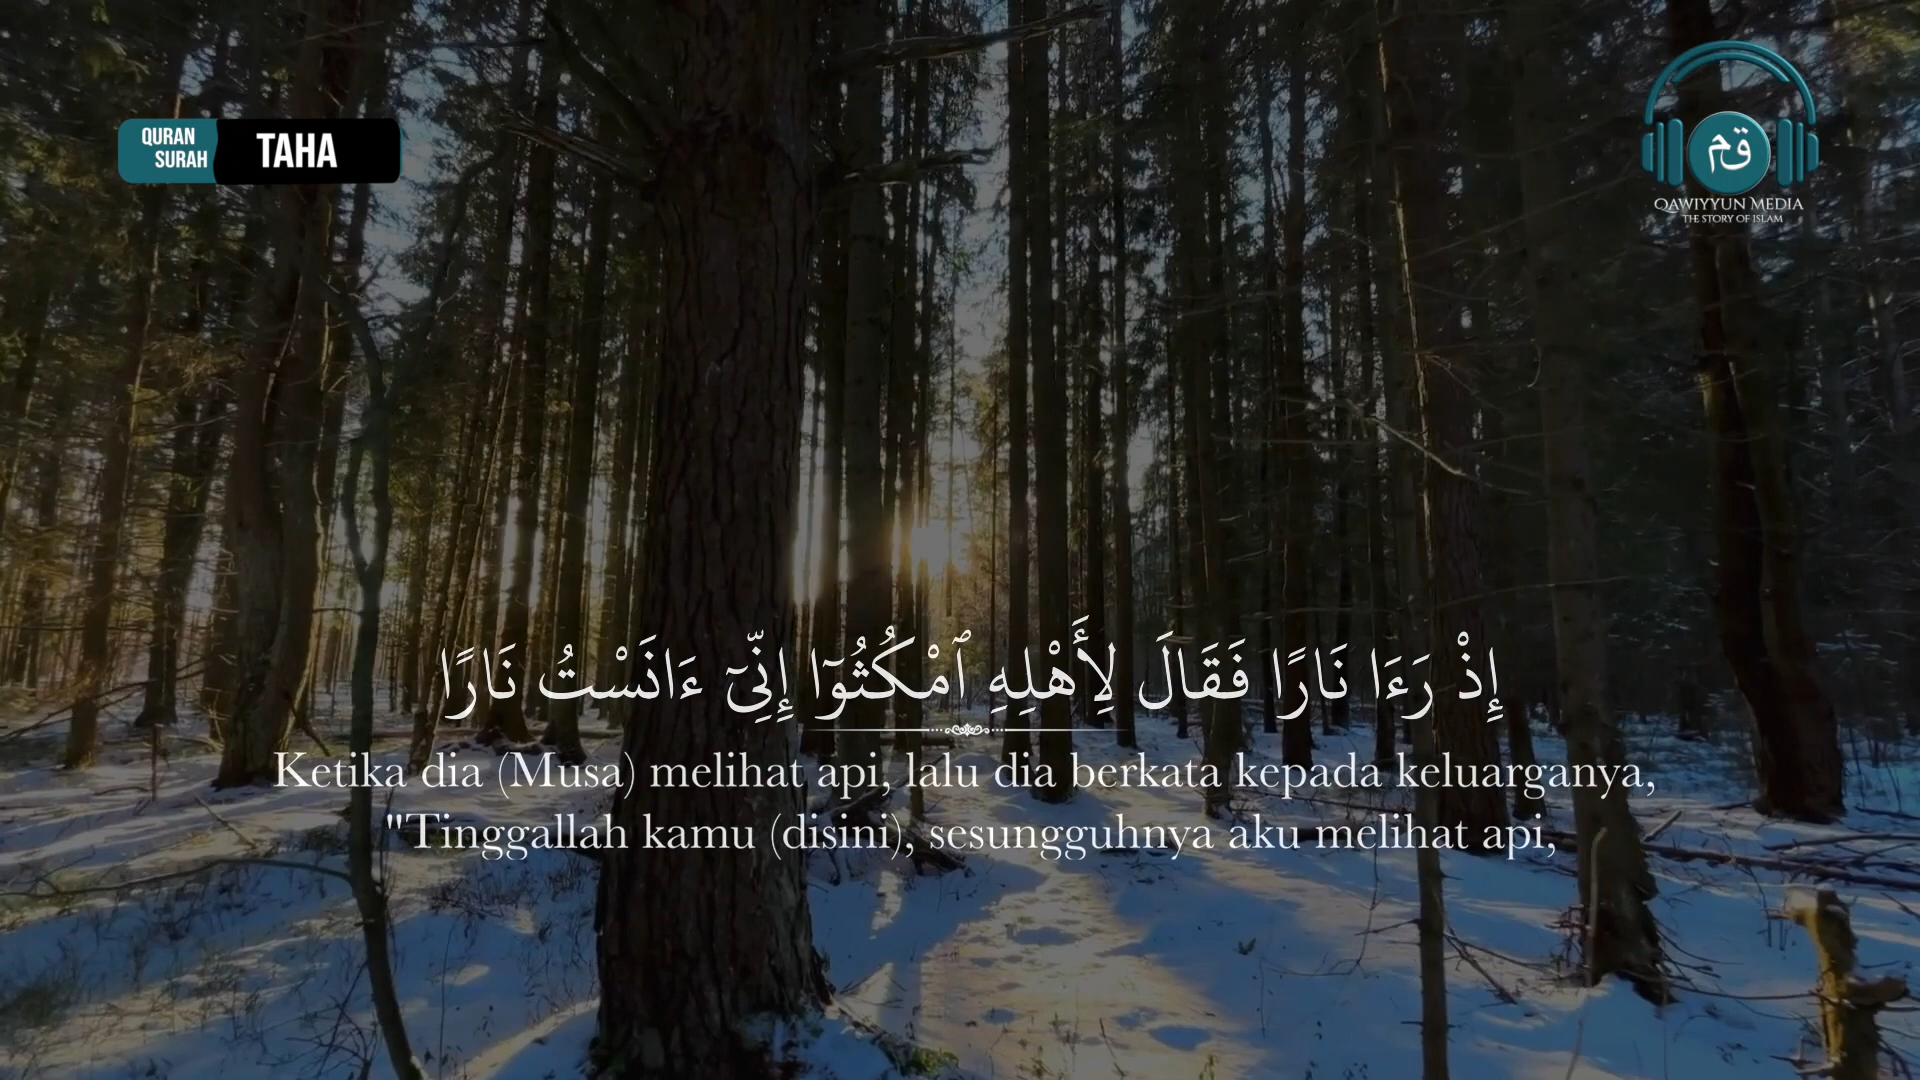 QURAN
SURAH
TAHA
قم
QAWIYYUN MEDIA
THE STORY OF ISLAM
إِذْ رَءَا نَارًا فَقَالَ لِأَهْلِهِ ٱمْكُثُوٓا۟ إِنِّىٓ ءَانَسْتُ نَارًا
Ketika dia (Musa) melihat api, lalu dia berkata kepada keluarganya,
"Tinggallah kamu (disini), sesungguhnya aku melihat api,